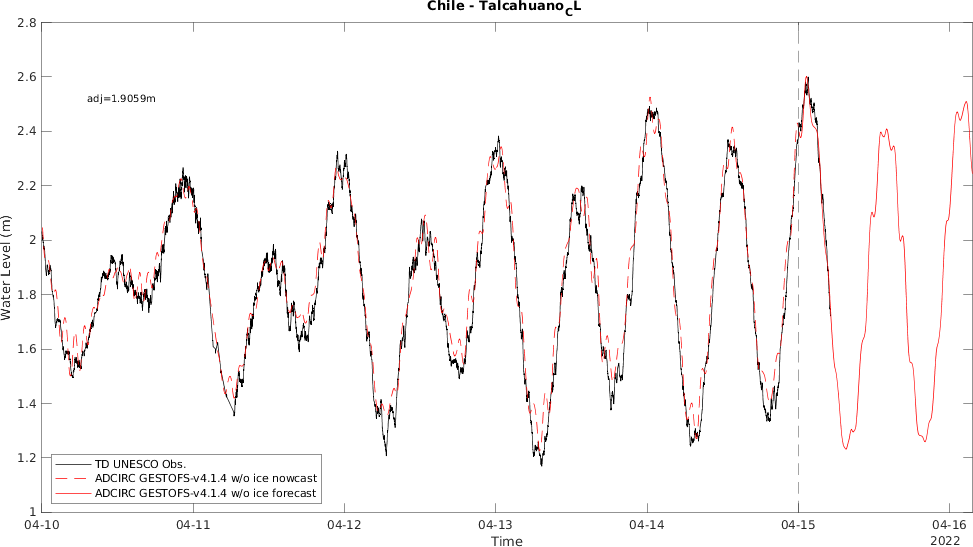 Chile - Talcahuano_CL
2.8
2.6
2.4
2.2
2
1.8
1.6
1.4
1.2
1
Water Level (m)
adj=1.9059m
TD UNESCO Obs.
ADCIRC GESTOFS-v4.1.4 w/o ice nowcast
ADCIRC GESTOFS-v4.1.4 w/o ice forecast
04-10 04-11 04-12 04-13 04-14 04-15 04-16
Time
2022